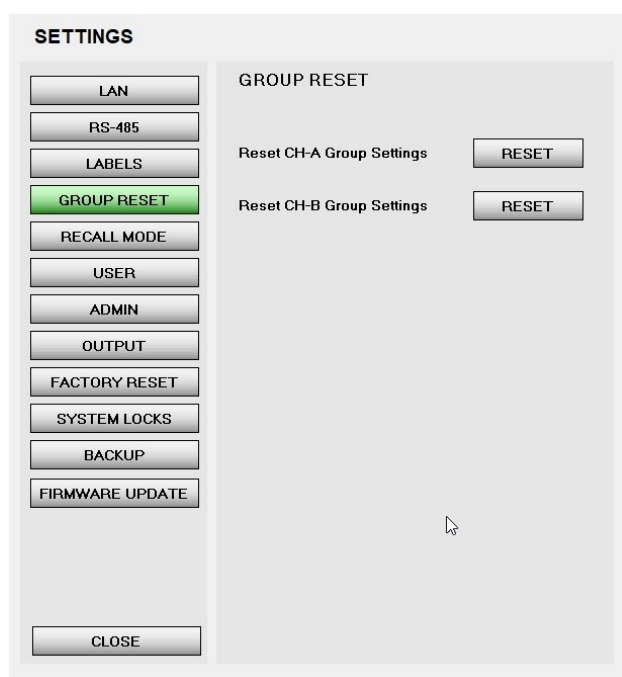 SETTINGS
LAN
RS-485
LABELS
GROUP RESET
RECALL MODE
USER
ADMIN
OUTPUT
FACTORY RESET
SYSTEM LOCKS
BACKUP
FIRMWARE UPDATE
CLOSE
GROUP RESET
Reset CH-A Group Settings RESET
Reset CH-B Group Settings RESET